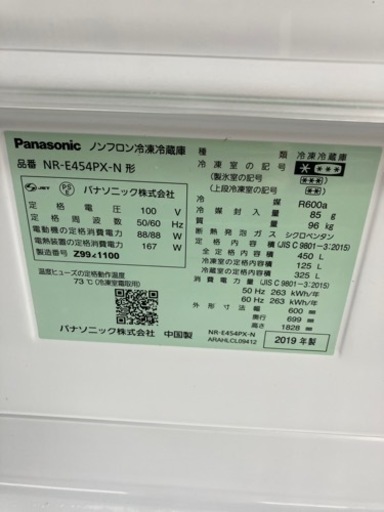 Panasonic ノンフロン冷凍冷蔵庫
品番 NR-E454PX-N 形
パナソニック株式会社
定格電圧 100 V
定格周波数 50/60 Hz
電動機の定格消費電力 88/88 W
電熱装置の定格消費電力 167 W
製造番号
温度ヒューズの定格動作温度
73℃(冷凍室霜取用)
パナソニック株式会社 中国製
種類 冷凍冷蔵庫
冷凍室の記号
(製氷室の記号)
(上段冷凍室の記号)
冷媒 R600a
冷媒封入量 85 g
質量 96 kg
断熱発泡ガス シクロペンタン
定格内容積 (JIS C 9801-3:2015)
全定格内容積 450 L
冷凍室容積 125 L
冷蔵室容積 325 L
消費電力量 (JIS C 9801-3:2015)
50 Hz 263 kWh/年
60 Hz 263 kWh/年
外形寸法 幅 600 mm
奥行 699 mm
高さ 1828 mm
NR-E454PX-N
ARAHLCL09412
2019年製